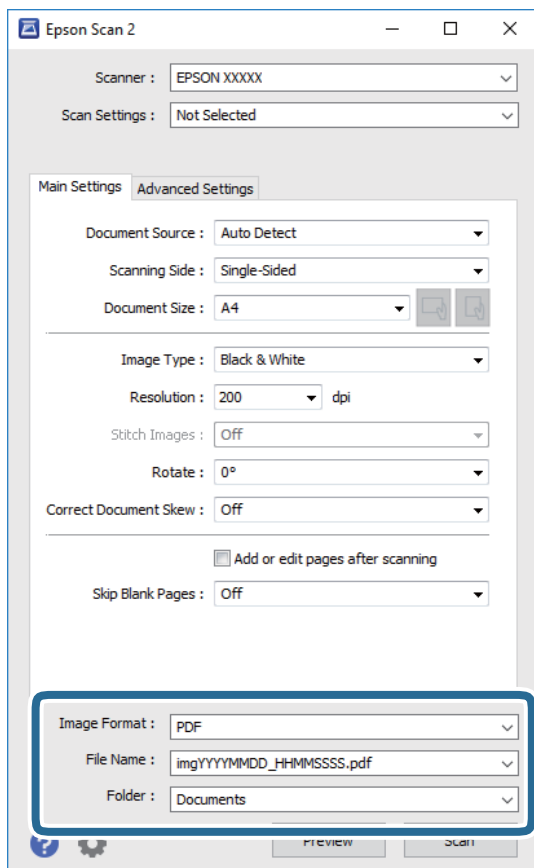 Epson Scan 2
Scanner : EPSON XXXXX
Scan Settings : Not Selected
Main Settings Advanced Settings
Document Source : Auto Detect
Scanning Side : Single-Sided
Document Size : A4
Image Type : Black & White
Resolution : 200 dpi
Stitch Images : Off
Rotate : 0°
Correct Document Skew : Off
Add or edit pages after scanning
Skip Blank Pages : Off
Image Format : PDF
File Name : imgYYYYMMDD_HHMMSSSS.pdf
Folder : Documents
? Preview Scan